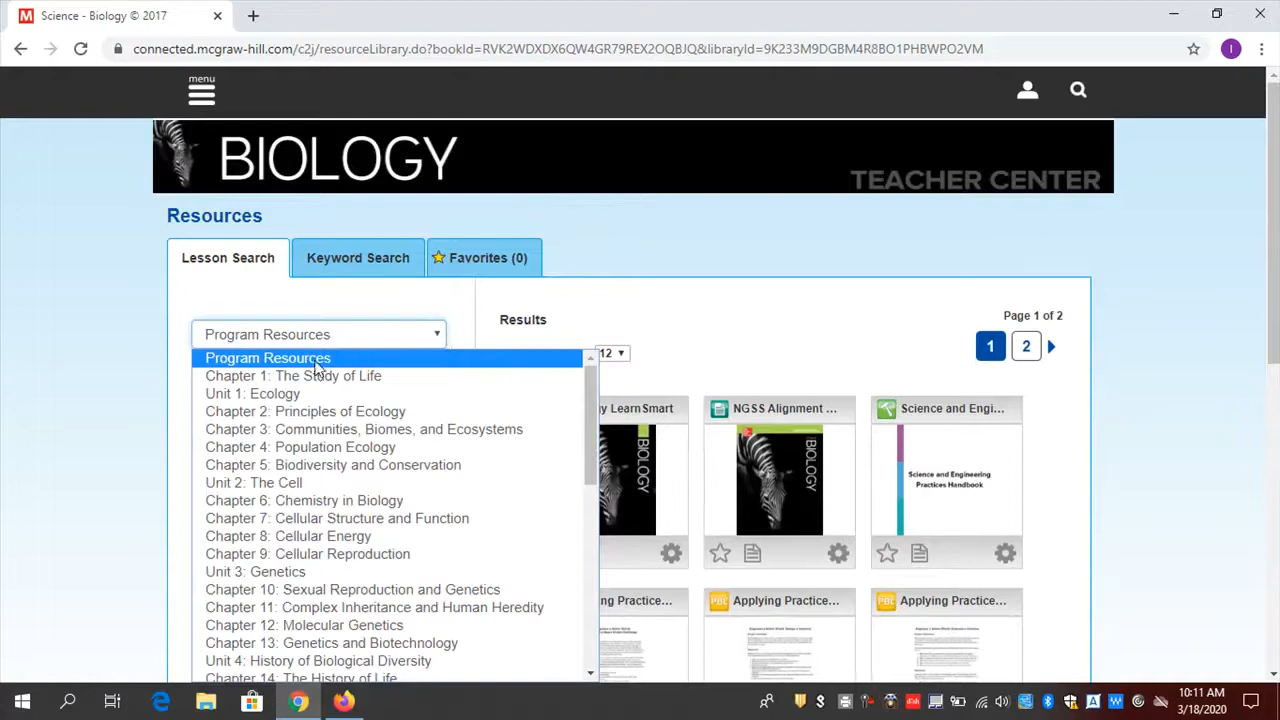 Science - Biology © 2017
connected.mcgraw-hill.com/c2j/resourceLibrary.do?bookId=RVK2WDXDX6QW4GR79REX2OQBJQ&libraryId=9K233M9DGBM4R8BO1PHBWPO2VM
menu
BIOLOGY
TEACHER CENTER
Resources
Lesson Search
Keyword Search
Favorites (0)
Results
Page 1 of 2
1 2
12
Program Resources
Program Resources
Chapter 1: The Study of Life
Unit 1: Ecology
Chapter 2: Principles of Ecology
Chapter 3: Communities, Biomes, and Ecosystems
Chapter 4: Population Ecology
Chapter 5: Biodiversity and Conservation
Unit 2: The Cell
Chapter 6: Chemistry in Biology
Chapter 7: Cellular Structure and Function
Chapter 8: Cellular Energy
Chapter 9: Cellular Reproduction
Unit 3: Genetics
Chapter 10: Sexual Reproduction and Genetics
Chapter 11: Complex Inheritance and Human Heredity
Chapter 12: Molecular Genetics
Chapter 13: Genetics and Biotechnology
Unit 4: History of Biological Diversity
y LearnSmart
NGSS Alignment ...
Science and Engi...
BIOLOGY
BIOLOGY
Science and Engineering
Practices Handbook
ng Practice...
PBL Applying Practice...
PBL Applying Practice...
10:11 AM
3/18/2020